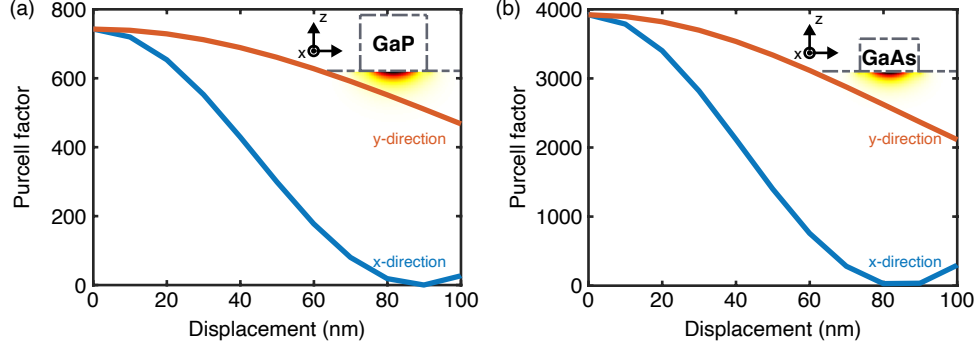 (a)
800
600
400
200
0
Purcell factor
0 20 40 60 80 100
Displacement (nm)
z
x
GaP
y-direction
x-direction
(b)
4000
3000
2000
1000
0
Purcell factor
0 20 40 60 80 100
Displacement (nm)
z
x
GaAs
y-direction
x-direction